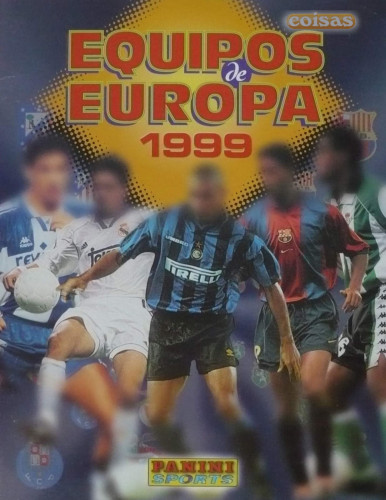 coisas
EQUIPOS
de
EUROPA
1999
PIRELLI
PANINI
SPORTS